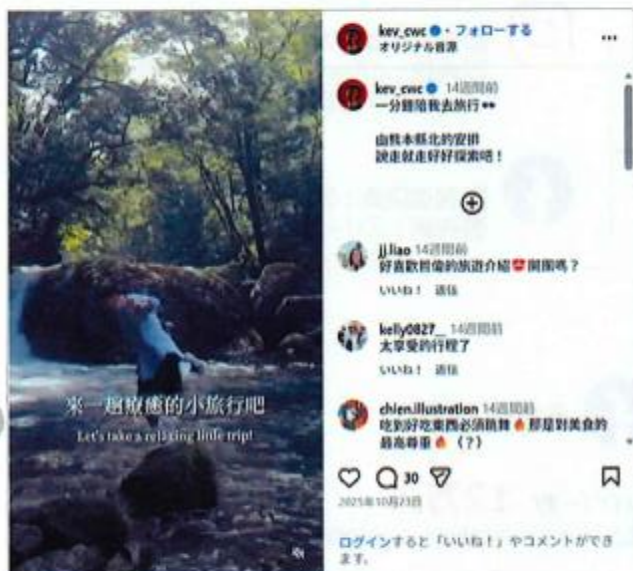 來一趟療癒的小旅行吧
Let's take a relaxing little trip!
kev_cwc • フォローする
オリジナル音源
kev_cwc 14週間前
一分鐘陪我去旅行
由熊本縣北的安排
說走就走好好探索吧！
jj.liao 14週間前
好喜歡哲偉的旅遊介紹😍開團嗎？
いいね！ 返信
kelly0827_ 14週間前
太享受的行程了
いいね！ 返信
chien.illustration 14週間前
吃到好吃東西必須跳舞🔥那是對美食的
最高尊重🔥（？）
30
2025年10月23日
ログインすると「いいね！」やコメントができ
ます。